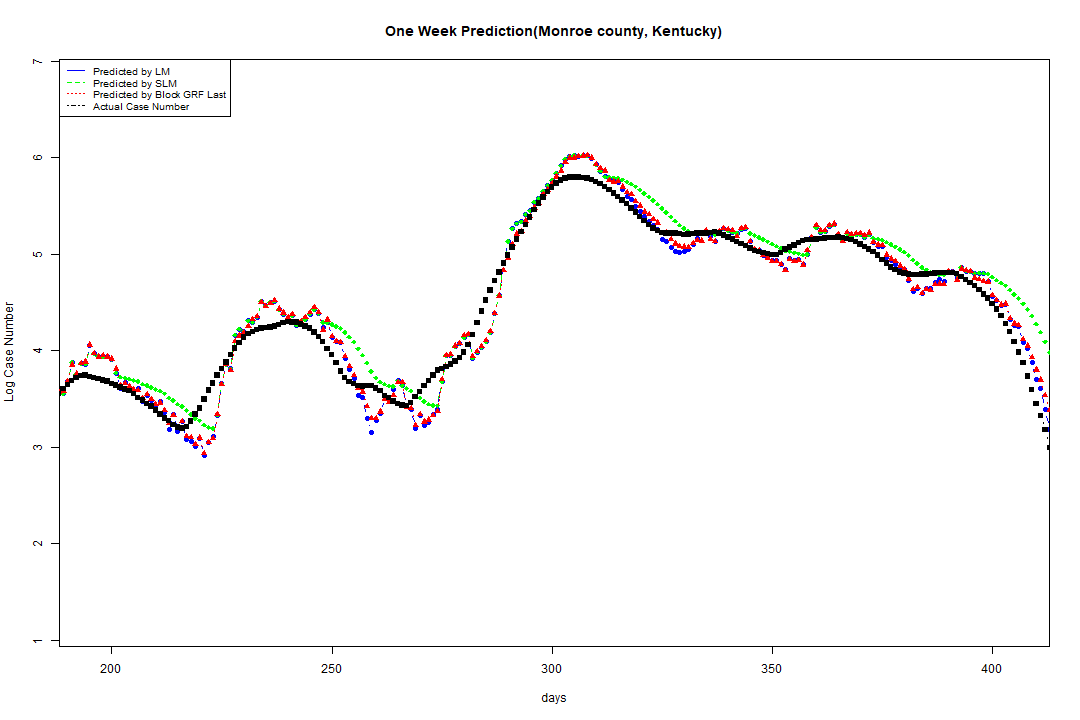 One Week Prediction(Monroe county, Kentucky)
Predicted by LM
Predicted by SLM
Predicted by Block GRF Last
Actual Case Number
7
6
5
4
3
2
1
Log Case Number
200 250 300 350 400
days